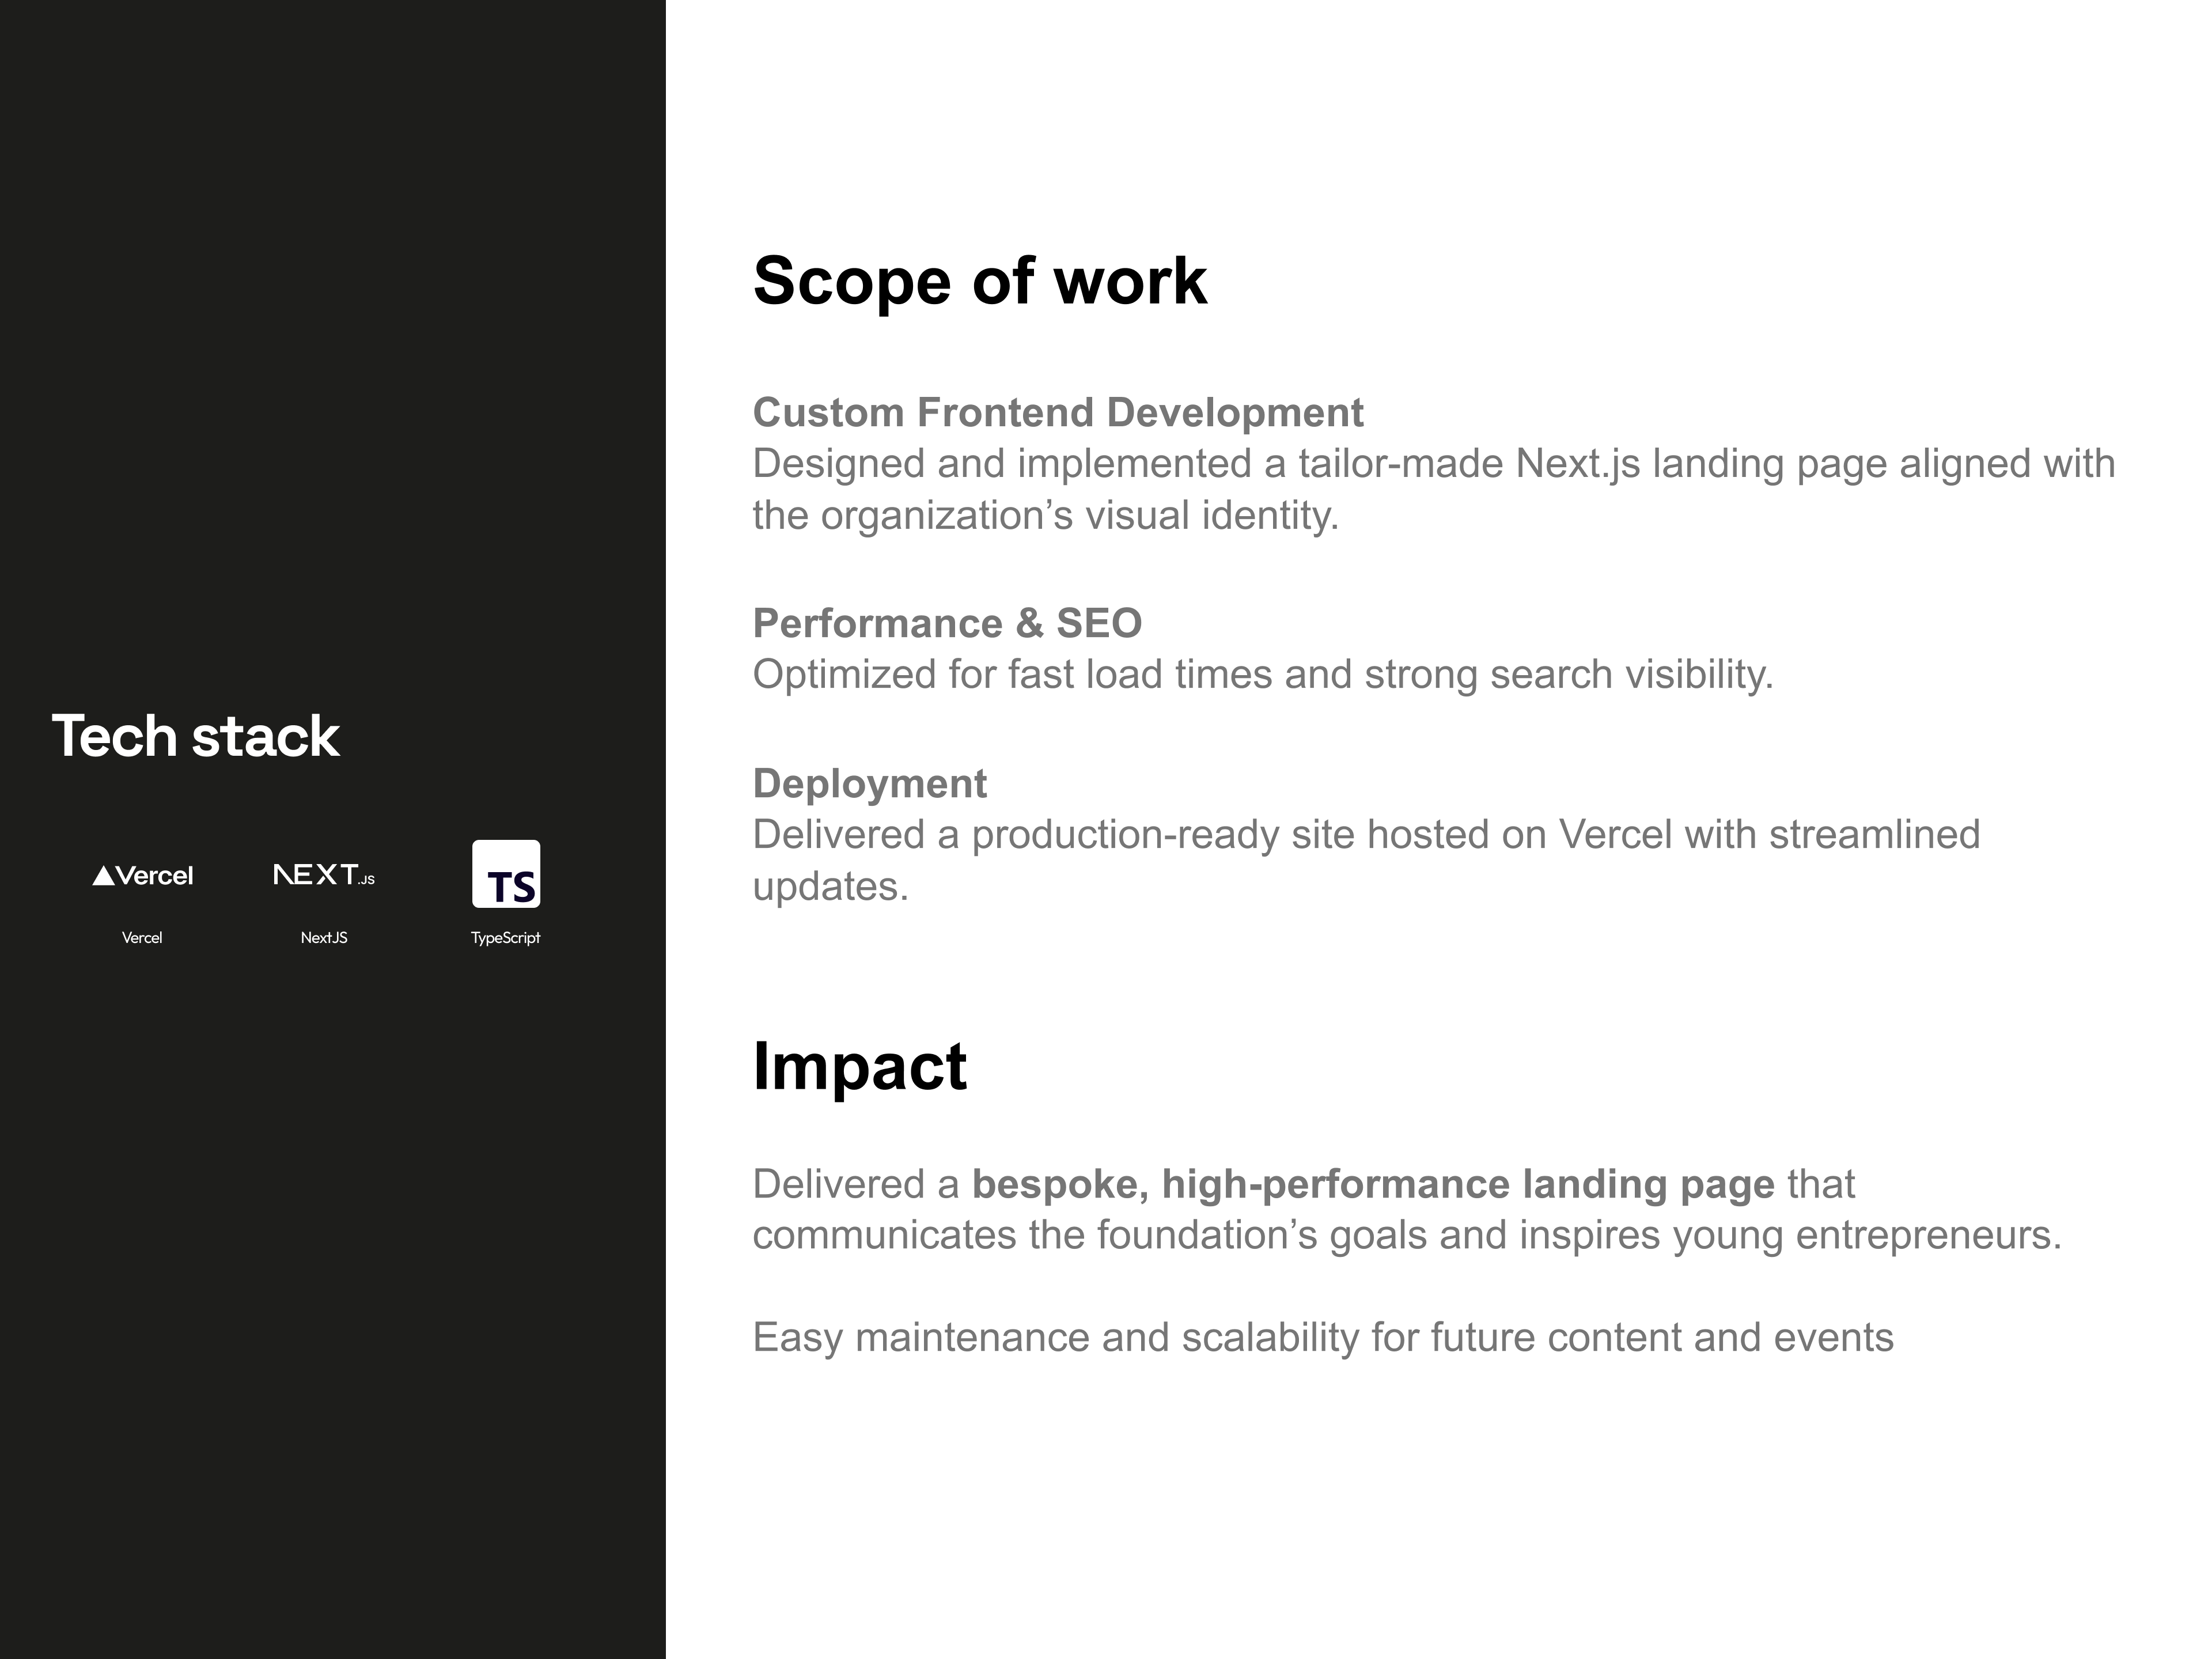 Tech stack
Vercel
NEXT.JS
TS
Vercel
NextJS
TypeScript
Scope of work
Custom Frontend Development
Designed and implemented a tailor-made Next.js landing page aligned with
the organization’s visual identity.
Performance & SEO
Optimized for fast load times and strong search visibility.
Deployment
Delivered a production-ready site hosted on Vercel with streamlined
updates.
Impact
Delivered a bespoke, high-performance landing page that
communicates the foundation’s goals and inspires young entrepreneurs.
Easy maintenance and scalability for future content and events